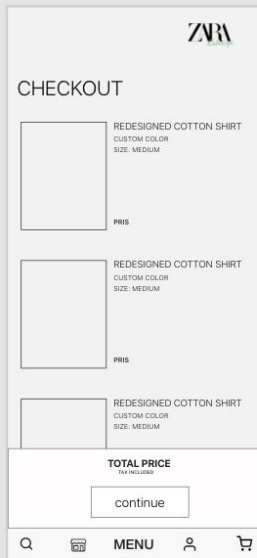 ZARA
CHECKOUT
REDESIGNED COTTON SHIRT
CUSTOM COLOR
SIZE: MEDIUM
PRIS
REDESIGNED COTTON SHIRT
CUSTOM COLOR
SIZE: MEDIUM
PRIS
REDESIGNED COTTON SHIRT
CUSTOM COLOR
SIZE: MEDIUM
TOTAL PRICE
TAX INCLUDED
continue
MENU